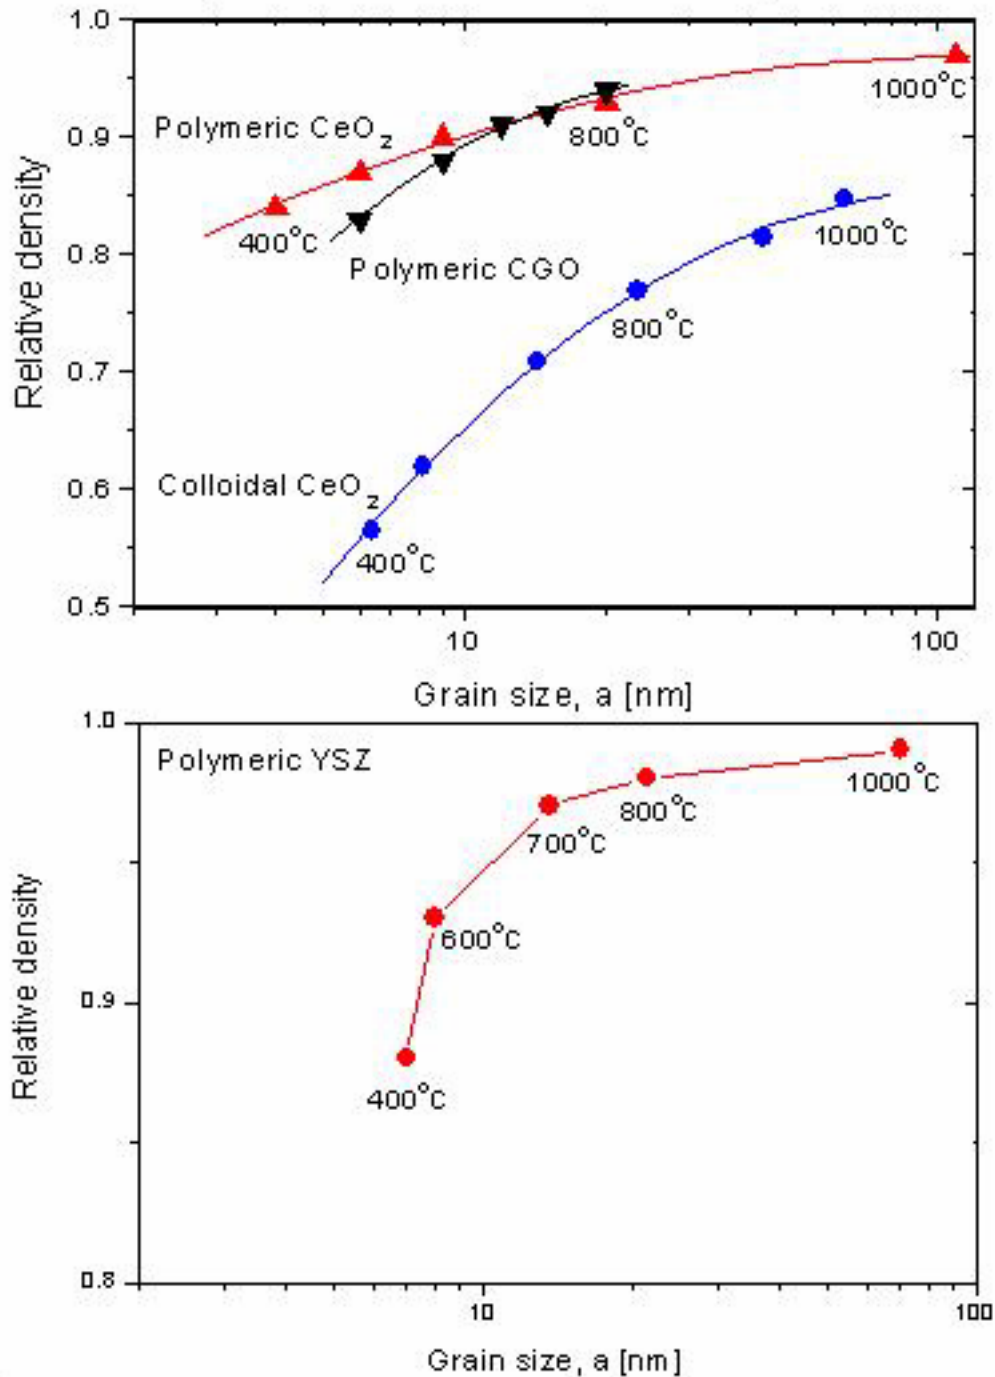 1.0
0.9
0.8
0.7
0.6
0.5
Relative density
Polymeric CeO2
1000°C
800°C
400°C
Polymeric CGO
1000°C
800°C
Colloidal CeO2
400°C
10
100
Grain size, a [nm]
1.0
0.9
0.8
Relative density
Polymeric YSZ
1000°C
800°C
700°C
600°C
400°C
10
100
Grain size, a [nm]